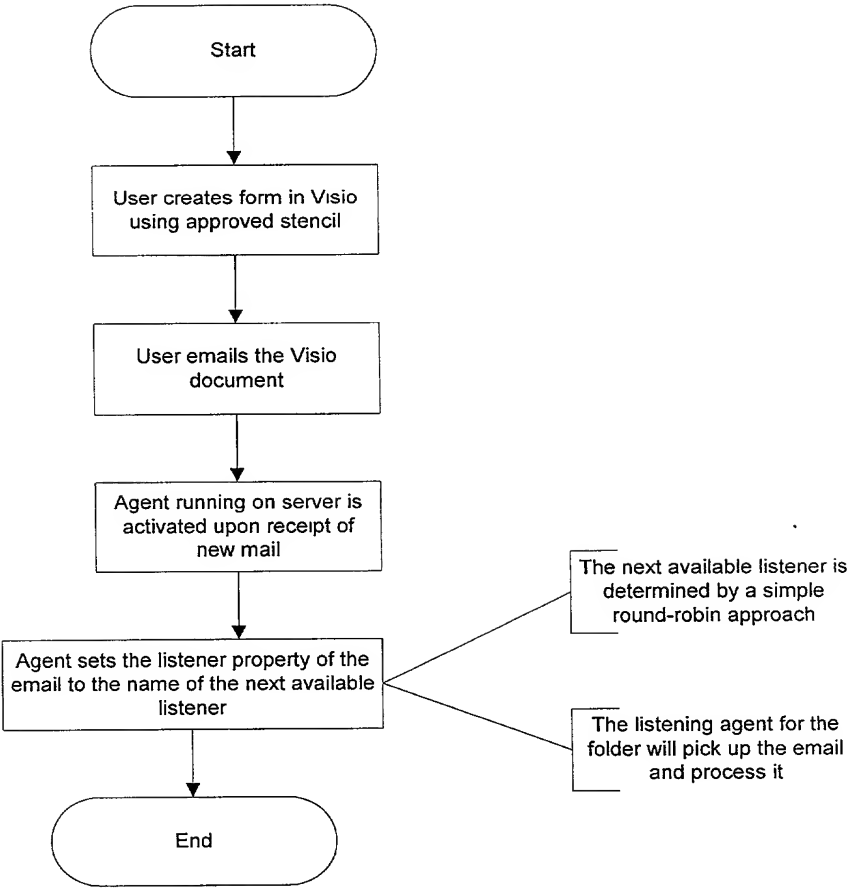 Start
User creates form in Visio
using approved stencil
User emails the Visio
document
Agent running on server is
activated upon receipt of
new mail
Agent sets the listener property of the
email to the name of the next available
listener
The next available listener is
determined by a simple
round-robin approach
The listening agent for the
folder will pick up the email
and process it
End